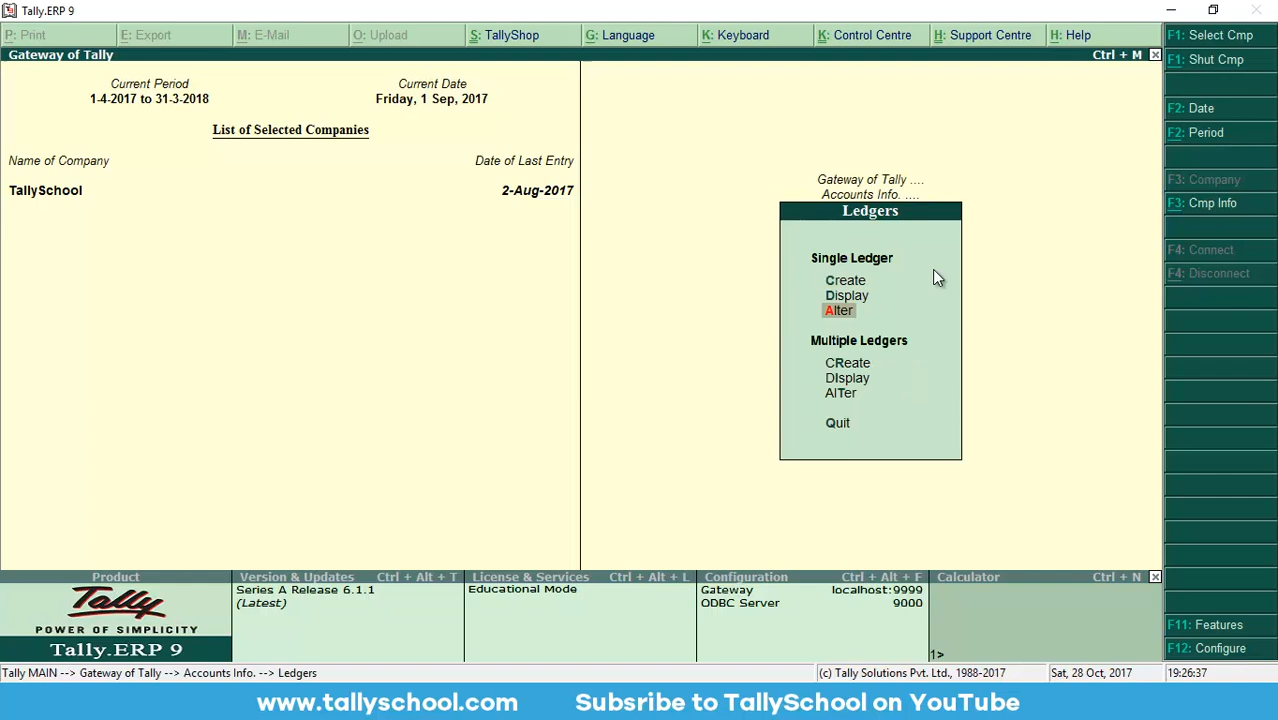 Tally.ERP 9
P: Print
E: Export
M: E-Mail
O: Upload
S: TallyShop
G: Language
K: Keyboard
K: Control Centre
H: Support Centre
H: Help
Gateway of Tally
Ctrl + M
Current Period
1-4-2017 to 31-3-2018
Current Date
Friday, 1 Sep, 2017
List of Selected Companies
Name of Company
Date of Last Entry
TallySchool
2-Aug-2017
Gateway of Tally ....
Accounts Info. ....
Ledgers
Single Ledger
Create
Display
Alter
Multiple Ledgers
CReate
DIsplay
AlTer
Quit
F1: Select Cmp
F1: Shut Cmp
F2: Date
F2: Period
F3: Company
F3: Cmp Info
F4: Connect
F4: Disconnect
F11: Features
F12: Configure
Product
Tally
POWER OF SIMPLICITY
Tally.ERP 9
Version & Updates Ctrl + Alt + T
Series A Release 6.1.1
(Latest)
License & Services Ctrl + Alt + L
Educational Mode
Configuration Ctrl + Alt + F
Gateway localhost:9999
ODBC Server 9000
Calculator Ctrl + N
1>
Tally MAIN --> Gateway of Tally --> Accounts Info. --> Ledgers
(c) Tally Solutions Pvt. Ltd., 1988-2017
Sat, 28 Oct, 2017
19:26:37
www.tallyschool.com
Subsribe to TallySchool on YouTube